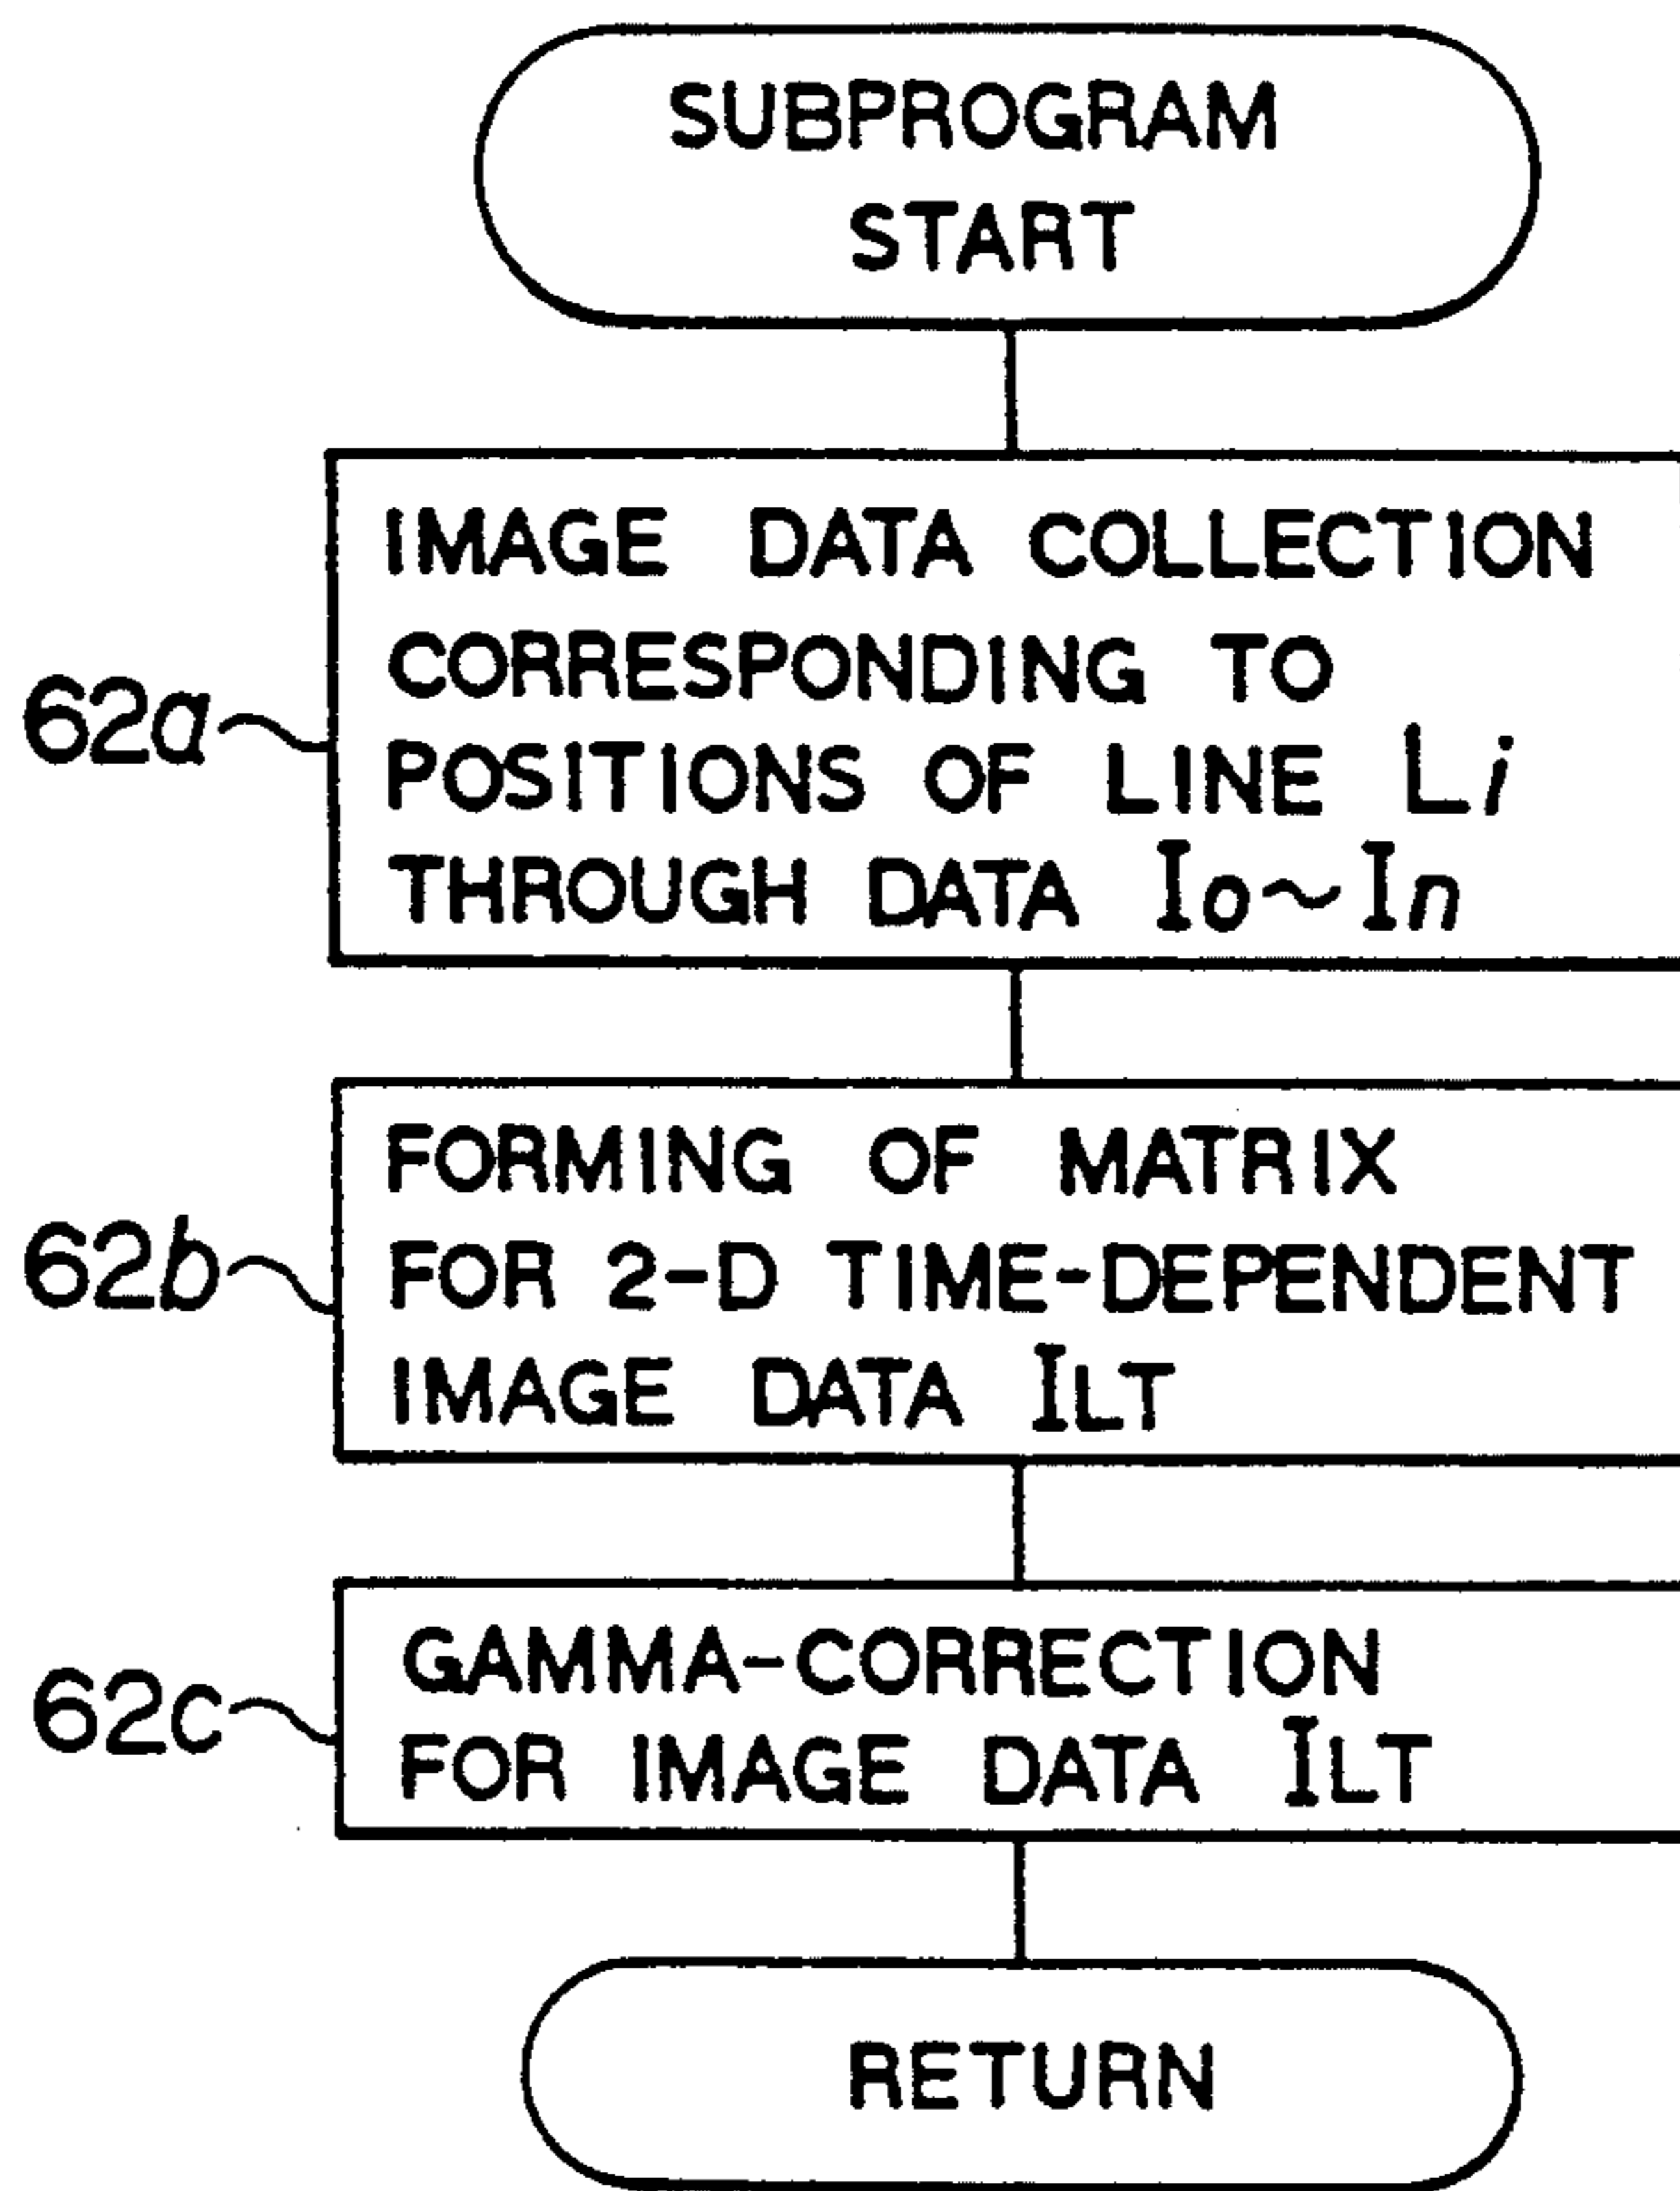 SUBPROGRAM
START
IMAGE DATA COLLECTION
CORRESPONDING TO
62a
POSITIONS OF LINE Li
THROUGH DATA Io~In
FORMING OF MATRIX
62b
FOR 2-D TIME-DEPENDENT
IMAGE DATA ILT
GAMMA-CORRECTION
62c
FOR IMAGE DATA ILT
RETURN